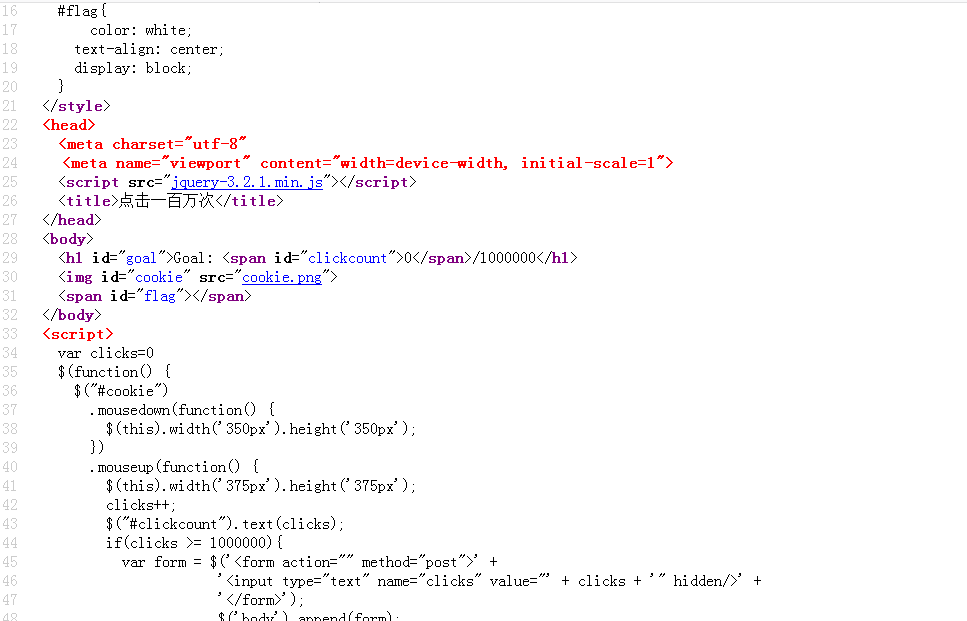 16 #flag{
17 color: white;
18 text-align: center;
19 display: block;
20 }
21 </style>
22 <head>
23 <meta charset="utf-8"
24 <meta name="viewport" content="width=device-width, initial-scale=1">
25 <script src="jquery-3.2.1.min.js"></script>
26 <title>点击一百万次</title>
27 </head>
28 <body>
29 <h1 id="goal">Goal: <span id="clickcount">0</span>/1000000</h1>
30 <img id="cookie" src="cookie.png">
31 <span id="flag"></span>
32 </body>
33 <script>
34 var clicks=0
35 $(function() {
36 $("#cookie")
37 .mousedown(function() {
38 $(this).width('350px').height('350px');
39 })
40 .mouseup(function() {
41 $(this).width('375px').height('375px');
42 clicks++;
43 $("#clickcount").text(clicks);
44 if(clicks >= 1000000){
45 var form = $('<form action="" method="post">' +
46 '<input type="text" name="clicks" value="' + clicks + '" hidden/>' +
47 '</form>');
48 $('body').append(form);